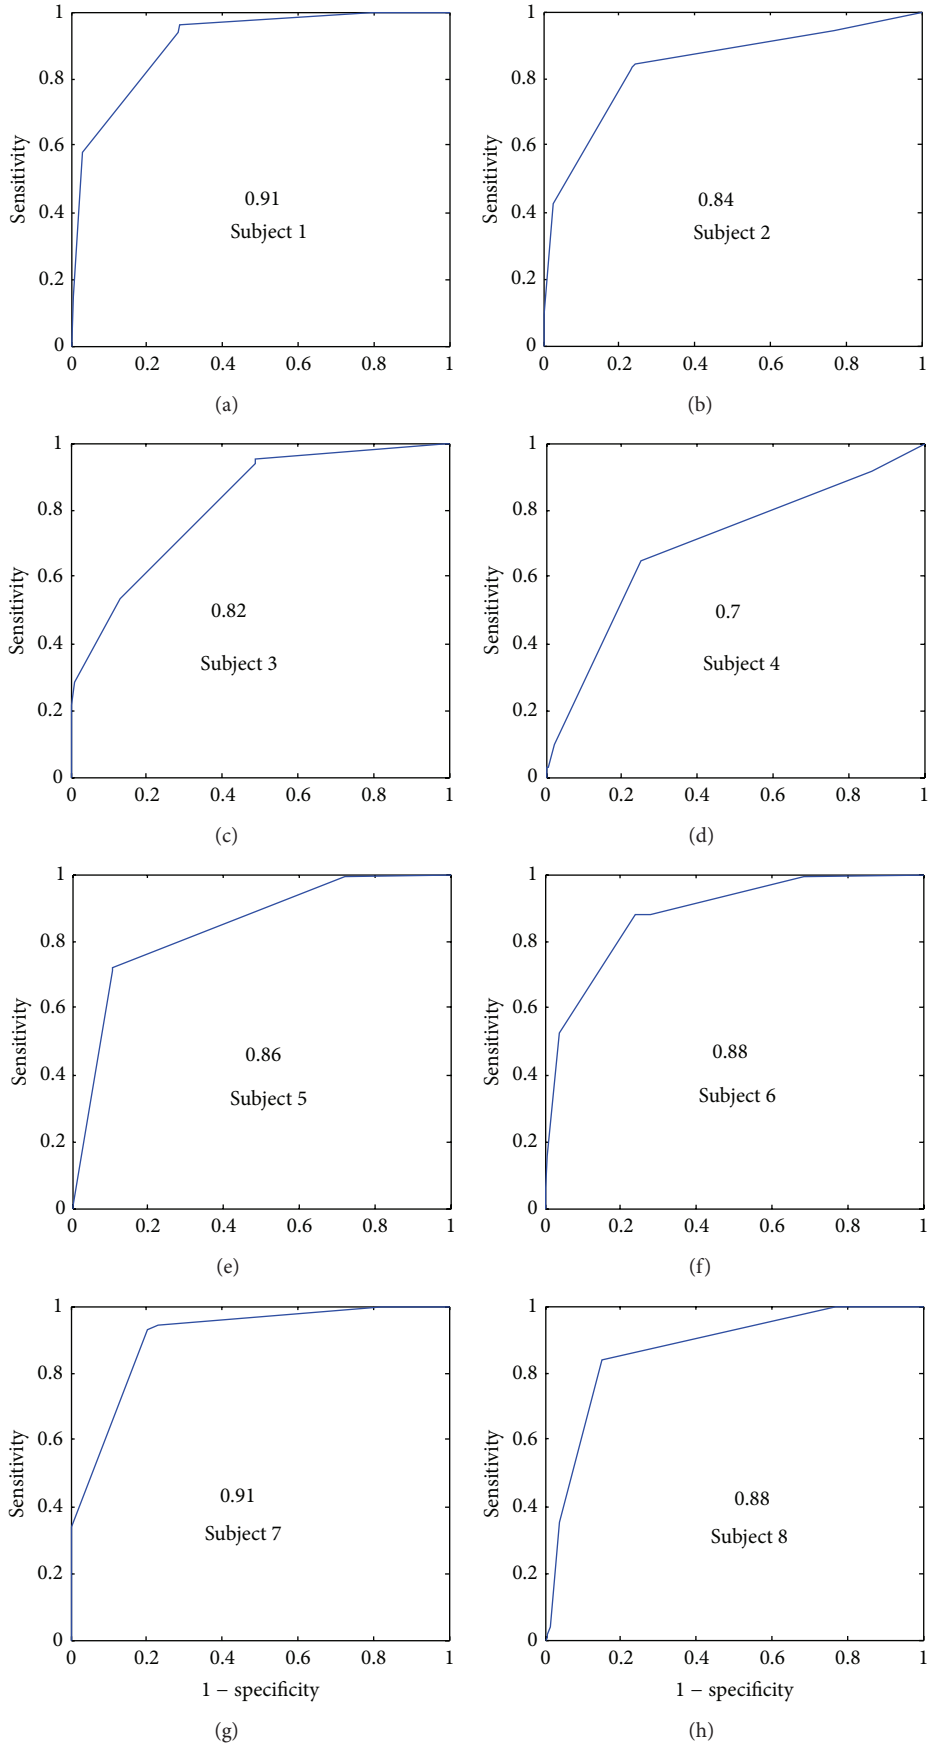 1
0.8
0.6
0.4
0.2
0
Sensitivity
0.91
Subject 1
0 0.2 0.4 0.6 0.8 1
(a)
1
0.8
0.6
0.4
0.2
0
Sensitivity
0.84
Subject 2
0 0.2 0.4 0.6 0.8 1
(b)
1
0.8
0.6
0.4
0.2
0
Sensitivity
0.82
Subject 3
0 0.2 0.4 0.6 0.8 1
(c)
1
0.8
0.6
0.4
0.2
0
Sensitivity
0.7
Subject 4
0 0.2 0.4 0.6 0.8 1
(d)
1
0.8
0.6
0.4
0.2
0
Sensitivity
0.86
Subject 5
0 0.2 0.4 0.6 0.8 1
(e)
1
0.8
0.6
0.4
0.2
0
Sensitivity
0.88
Subject 6
0 0.2 0.4 0.6 0.8 1
(f)
1
0.8
0.6
0.4
0.2
0
Sensitivity
0.91
Subject 7
0 0.2 0.4 0.6 0.8 1
1 − specificity
(g)
1
0.8
0.6
0.4
0.2
0
Sensitivity
0.88
Subject 8
0 0.2 0.4 0.6 0.8 1
1 − specificity
(h)